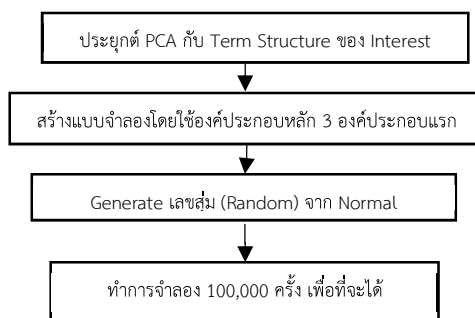 ประยุกต์ PCA กับ Term Structure ของ Interest
สร้างแบบจำลองโดยใช้องค์ประกอบหลัก 3 องค์ประกอบแรก
Generate เลขสุ่ม (Random) จาก Normal
ทำการจำลอง 100,000 ครั้ง เพื่อที่จะได้